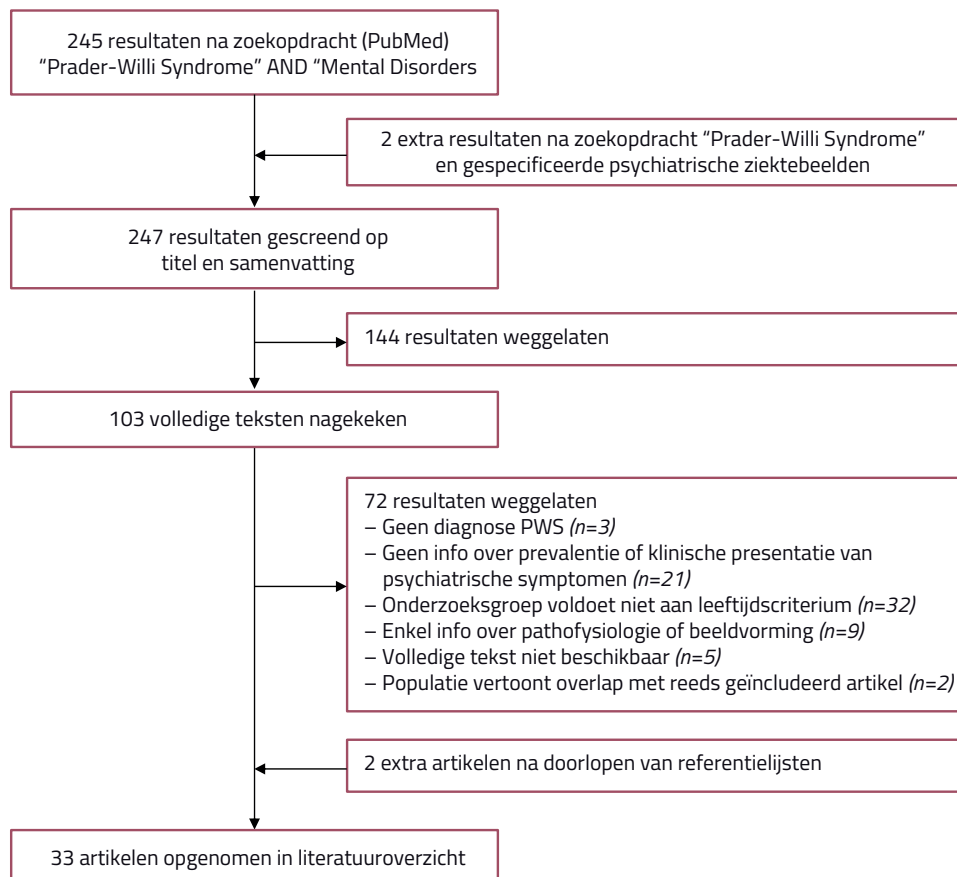 245 resultaten na zoekopdracht (PubMed)
“Prader-Willi Syndrome” AND “Mental Disorders
2 extra resultaten na zoekopdracht “Prader-Willi Syndrome”
en gespecificeerde psychiatrische ziektebeelden
247 resultaten gescreend op
titel en samenvatting
144 resultaten weggelaten
103 volledige teksten nagekeken
72 resultaten weggelaten
– Geen diagnose PWS (n=3)
– Geen info over prevalentie of klinische presentatie van
psychiatrische symptomen (n=21)
– Onderzoeksgroep voldoet niet aan leeftijdscriterium (n=32)
– Enkel info over pathofysiologie of beeldvorming (n=9)
– Volledige tekst niet beschikbaar (n=5)
– Populatie vertoont overlap met reeds geïncludeerd artikel (n=2)
2 extra artikelen na doorlopen van referentielijsten
33 artikelen opgenomen in literatuuroverzicht